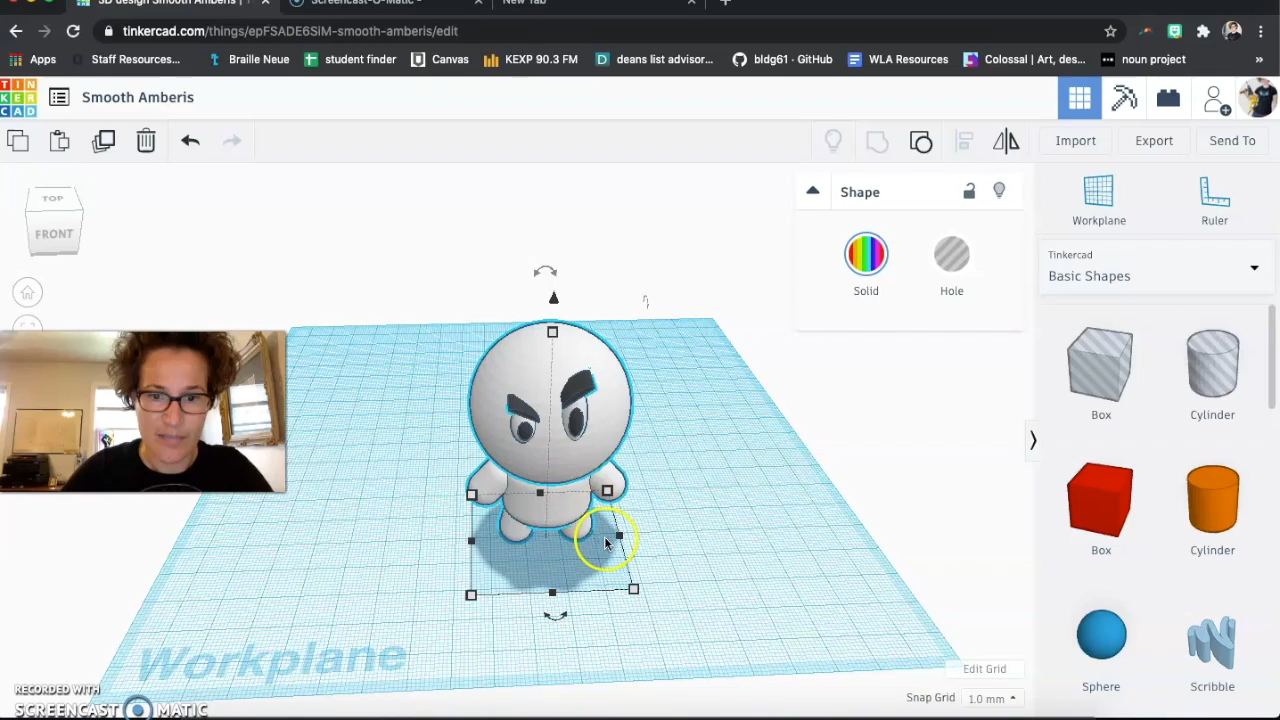 3D design Smooth Amberis
Screencast-O-Matic -
New Tab
tinkercad.com/things/epFSADE6SiM-smooth-amberis/edit
Apps
Staff Resources...
Braille Neue
student finder
Canvas
KEXP 90.3 FM
deans list advisor...
bldg61 · GitHub
WLA Resources
Colossal | Art, des...
noun project
»
TIN
KER
CAD
Smooth Amberis
Import
Export
Send To
TOP
FRONT
Shape
Solid
Hole
Workplane
Ruler
Tinkercad
Basic Shapes
Box
Cylinder
Box
Cylinder
Sphere
Scribble
Workplane
Edit Grid
Snap Grid 1.0 mm
RECORDED WITH
SCREENCAST MATIC